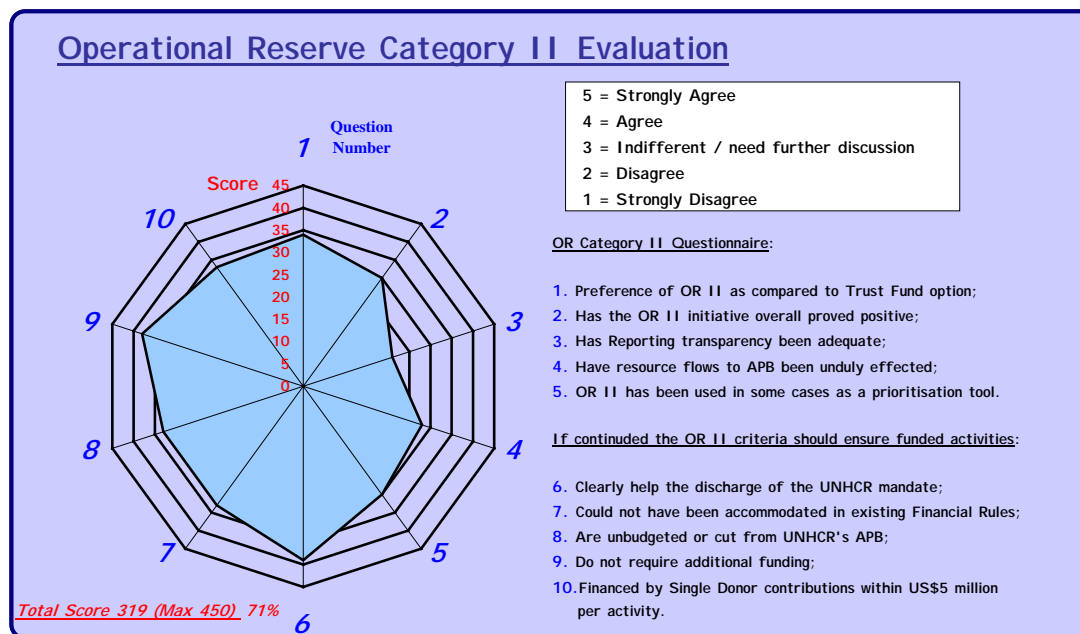 Operational Reserve Category II Evaluation
5 = Strongly Agree
4 = Agree
3 = Indifferent / need further discussion
2 = Disagree
1 = Strongly Disagree
Question
Number
1
2
3
4
5
6
7
8
9
10
Score
45
40
35
30
25
20
15
10
5
0
OR Category II Questionnaire:
1. Preference of OR II as compared to Trust Fund option;
2. Has the OR II initiative overall proved positive;
3. Has Reporting transparency been adequate;
4. Have resource flows to APB been unduly effected;
5. OR II has been used in some cases as a prioritisation tool.
If continuded the OR II criteria should ensure funded activities:
6. Clearly help the discharge of the UNHCR mandate;
7. Could not have been accommodated in existing Financial Rules;
8. Are unbudgeted or cut from UNHCR's APB;
9. Do not require additional funding;
10.Financed by Single Donor contributions within US$5 million
per activity.
Total Score 319 (Max 450) 71%